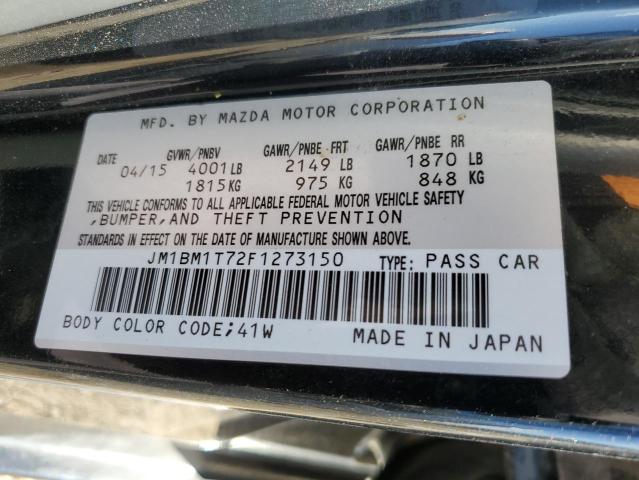 MFD. BY MAZDA MOTOR CORPORATION
DATE GVWR/PNBV GAWR/PNBE FRT GAWR/PNBE RR
04/15 4001LB 2149 LB 1870 LB
1815KG 975 KG 848 KG
THIS VEHICLE CONFORMS TO ALL APPLICABLE FEDERAL MOTOR VEHICLE SAFETY
,BUMPER,AND THEFT PREVENTION
STANDARDS IN EFFECT ON THE DATE OF MANUFACTURE SHOWN ABOVE.
JM1BM1T72F1273150 TYPE: PASS CAR
BODY COLOR CODE;41W MADE IN JAPAN